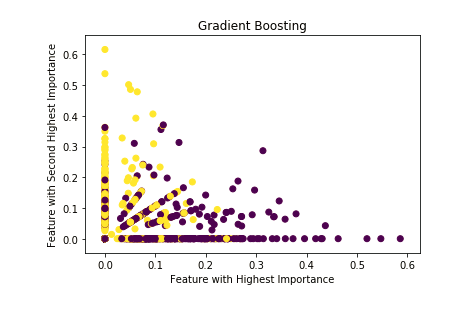 Gradient Boosting
Feature with Second Highest Importance
0.6
0.5
0.4
0.3
0.2
0.1
0.0
0.0 0.1 0.2 0.3 0.4 0.5 0.6
Feature with Highest Importance